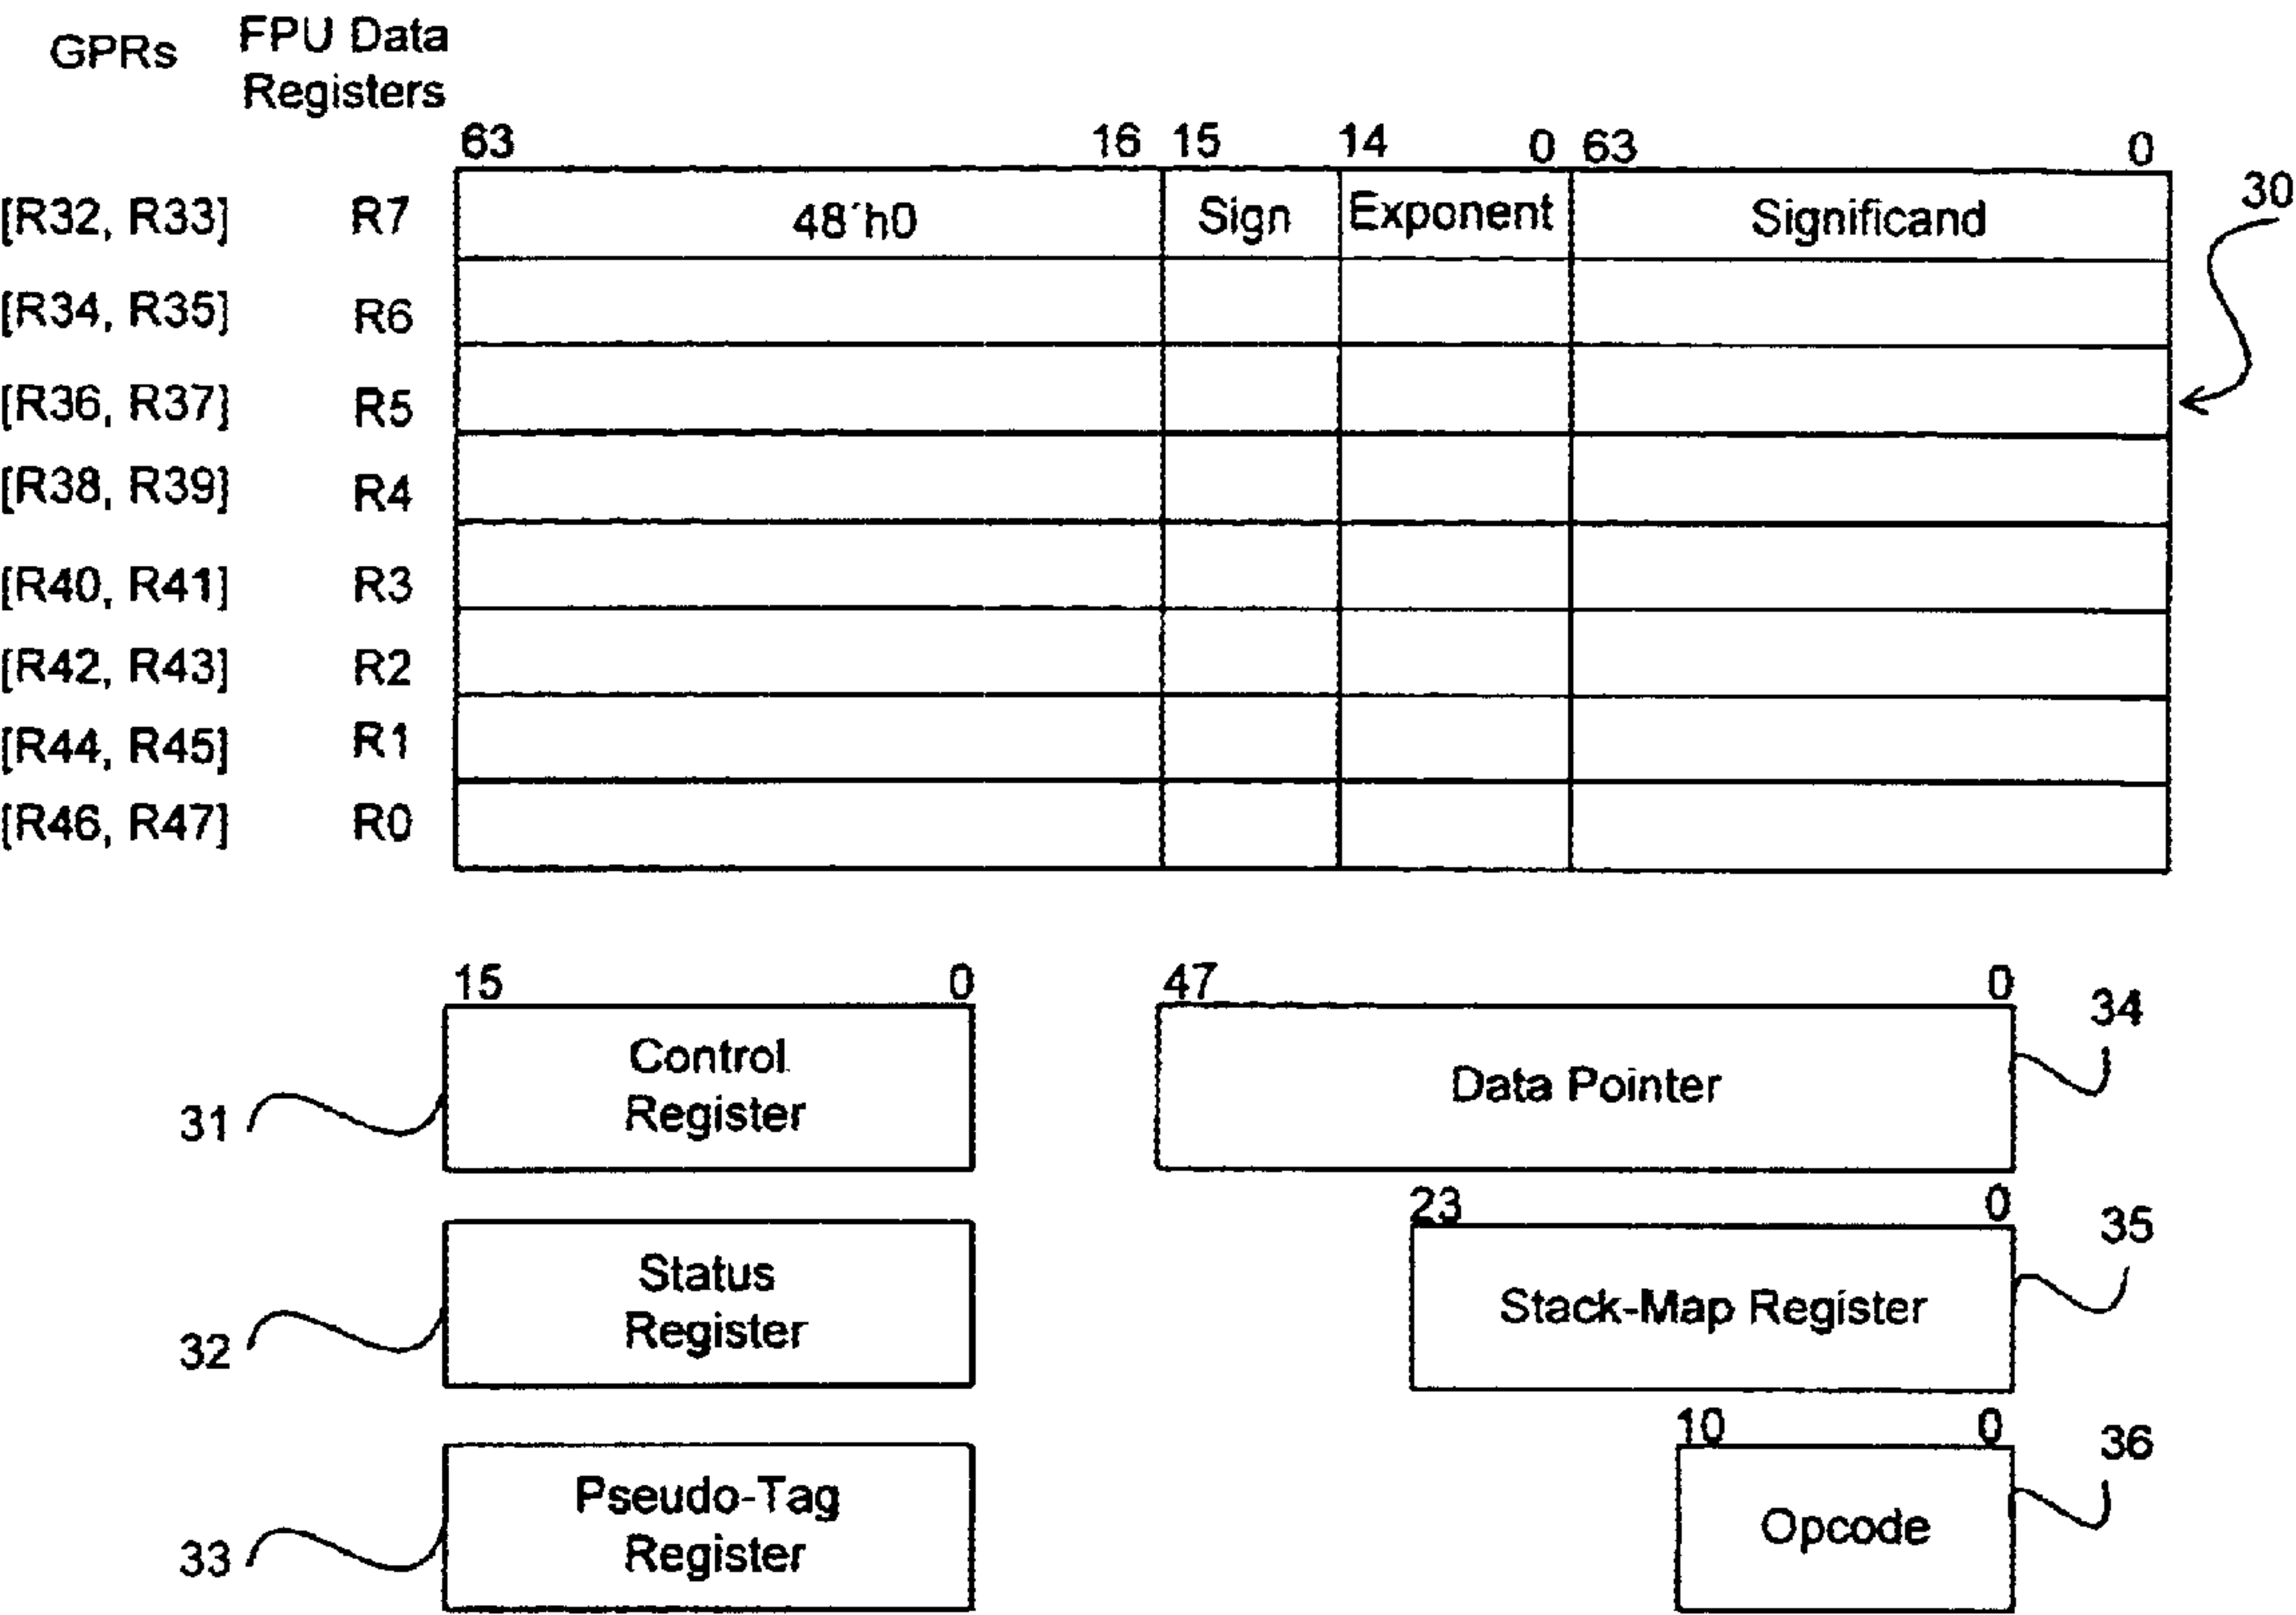 GPRs FPU Data
Registers
63 16 15 14 0 63 0
[R32, R33] R7 48'h0 Sign Exponent Significand 30
[R34, R35] R6
[R36, R37] R5
[R38, R39] R4
[R40, R41] R3
[R42, R43] R2
[R44, R45] R1
[R46, R47] R0
15 0 47 0
Control
Register
31
Data Pointer
34
23 0
Status
Register
32
Stack-Map Register
35
10 0
Pseudo-Tag
Register
33
Opcode
36